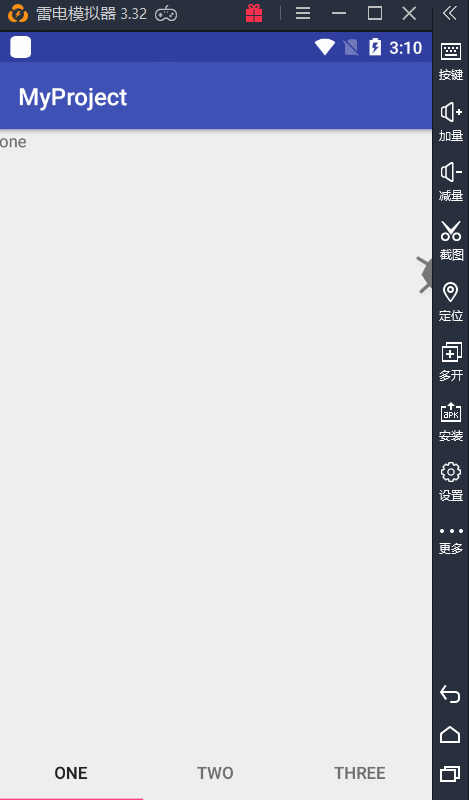 雷电模拟器 3.32
3:10
MyProject
one
按键
加量
减量
截图
定位
多开
APK
安装
设置
更多
ONE
TWO
THREE